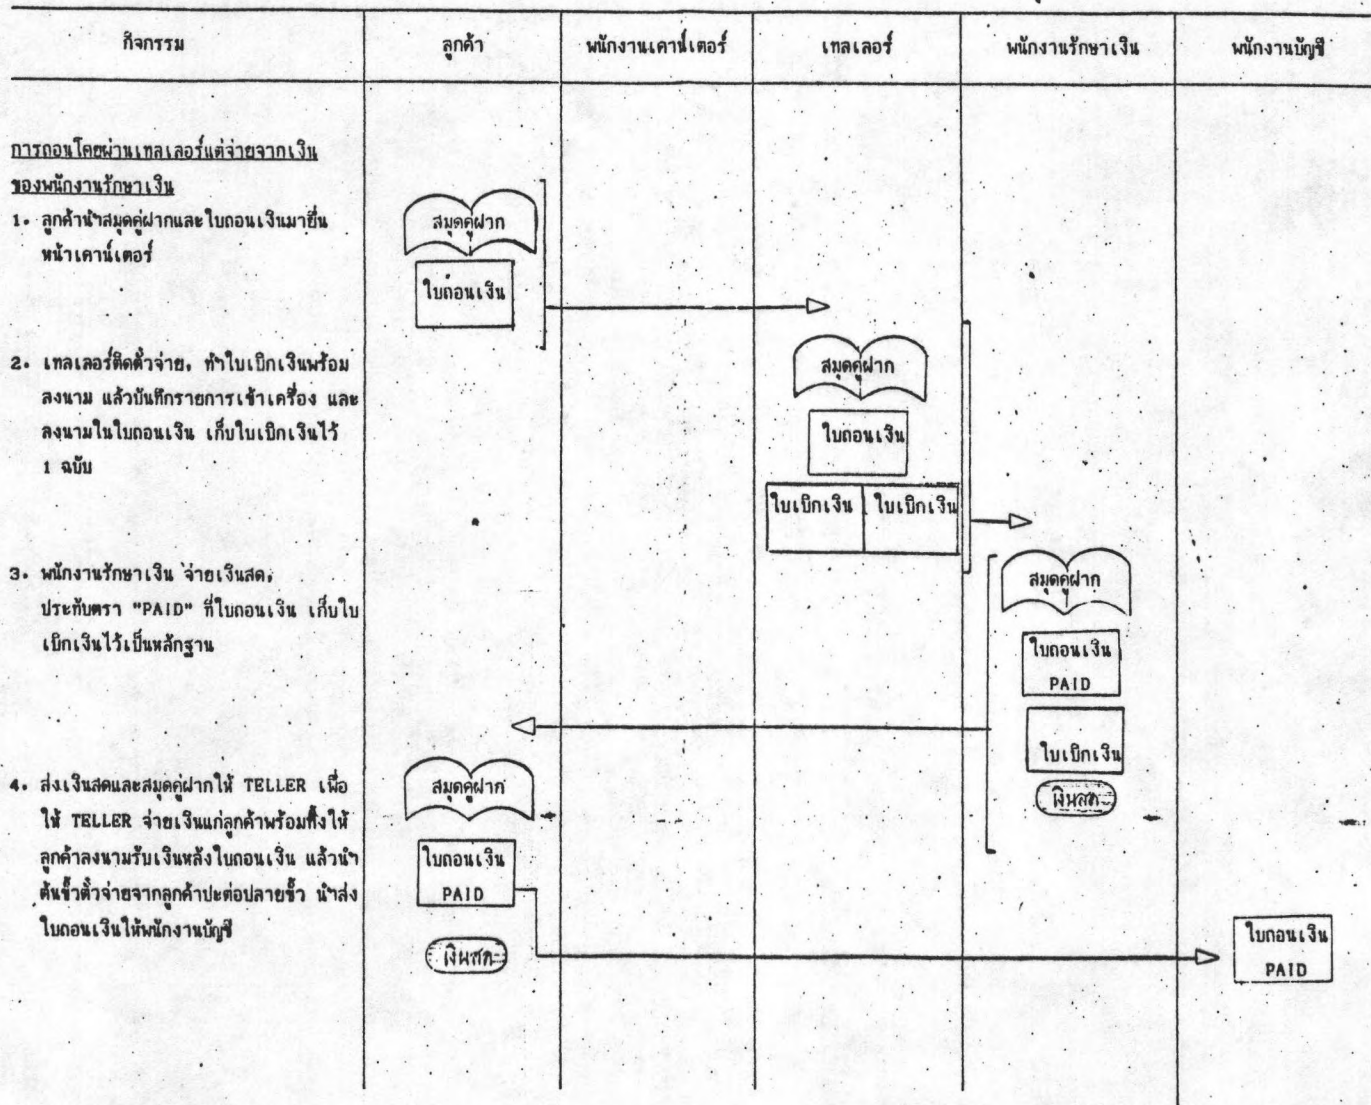 กิจกรรม ลูกค้า พนักงานเคาน์เตอร์ เทลเลอร์ พนักงานรักษาเงิน พนักงานบัญชี
การถอนโดยผ่านเทลเลอร์แต่จ่ายจากเงิน
ของพนักงานรักษาเงิน
1. ลูกค้านำสมุดคู่ฝากและใบถอนเงินมายื่น
หน้าเคาน์เตอร์
สมุดคู่ฝาก
ใบถอนเงิน
2. เทลเลอร์ติดตั๋วจ่าย, ทำใบเบิกเงินพร้อม
ลงนาม แล้วบันทึกรายการเข้าเครื่อง และ
ลงนามในใบถอนเงิน เก็บใบเบิกเงินไว้
1 ฉบับ
สมุดคู่ฝาก
ใบถอนเงิน
ใบเบิกเงิน ใบเบิกเงิน
3. พนักงานรักษาเงิน จ่ายเงินสด,
ประทับตรา "PAID" ที่ใบถอนเงิน เก็บใบ
เบิกเงินไว้เป็นหลักฐาน
สมุดคู่ฝาก
ใบถอนเงิน
PAID
ใบเบิกเงิน
เงินสด
4. ส่งเงินสดและสมุดคู่ฝากให้ TELLER เพื่อ
ให้ TELLER จ่ายเงินแก่ลูกค้าพร้อมทั้งให้
ลูกค้าลงนามรับเงินหลังใบถอนเงิน แล้วนำ
ต้นขั้วตั๋วจ่ายจากลูกค้าปะต่อปลายขั้ว นำส่ง
ใบถอนเงินให้พนักงานบัญชี
สมุดคู่ฝาก
ใบถอนเงิน
PAID
เงินสด
ใบถอนเงิน
PAID